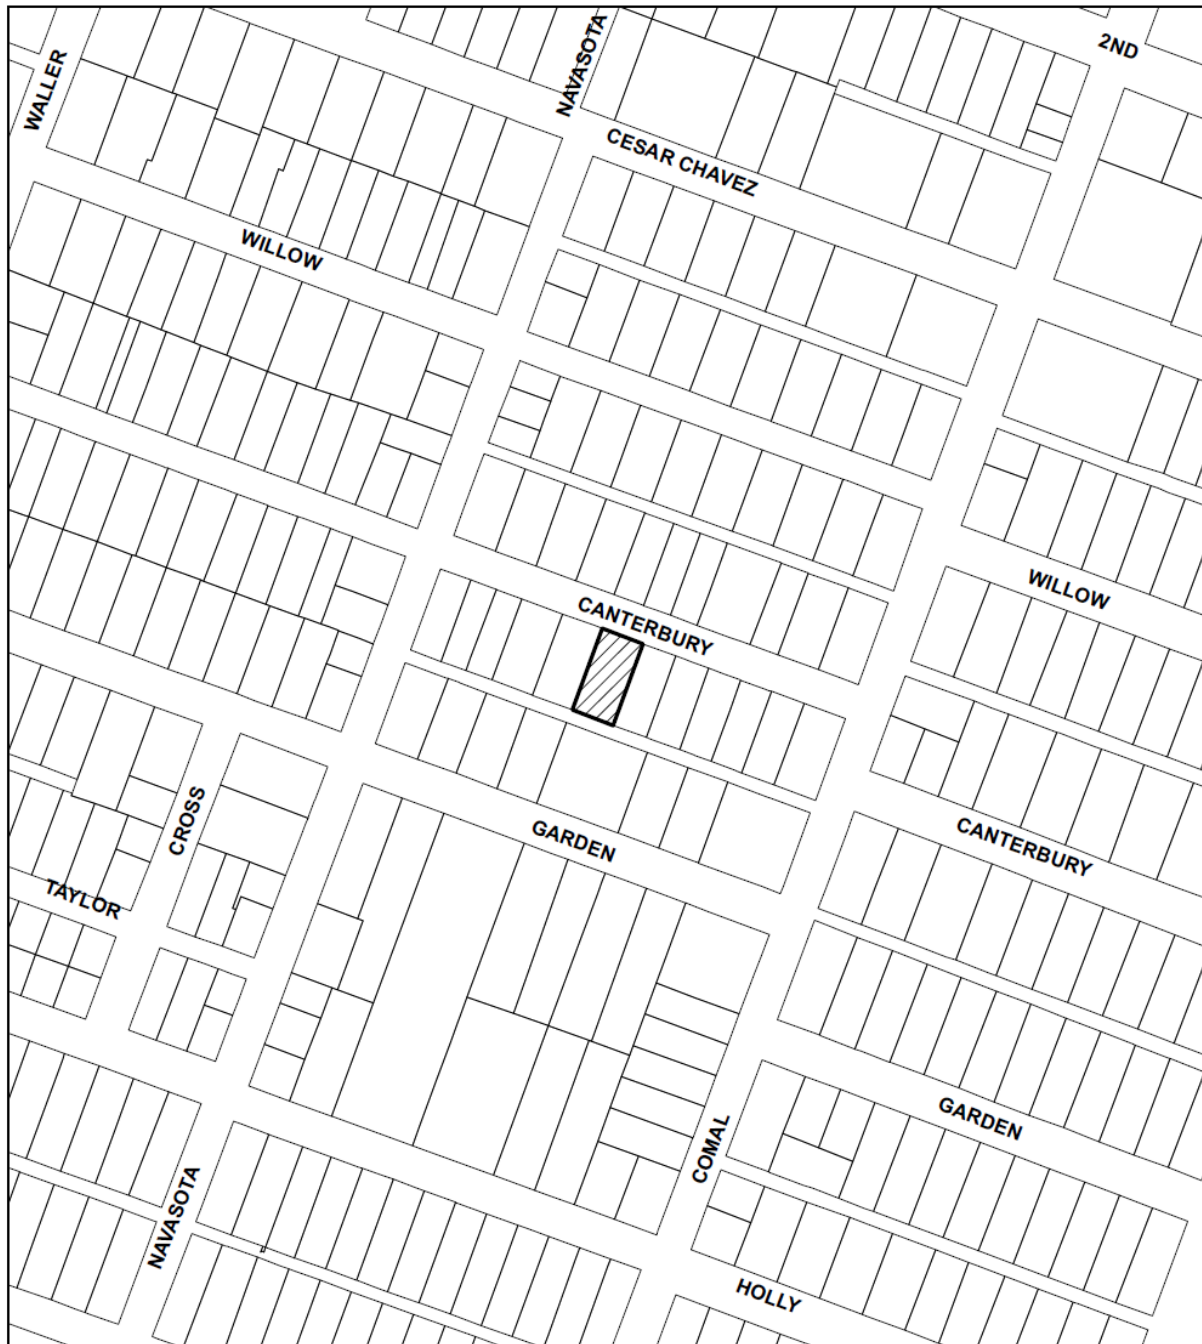 2ND
NAVASOTA
WALLER
CESAR CHAVEZ
WILLOW
WILLOW
CANTERBURY
CROSS
GARDEN
CANTERBURY
TAYLOR
GARDEN
COMAL
NAVASOTA
HOLLY